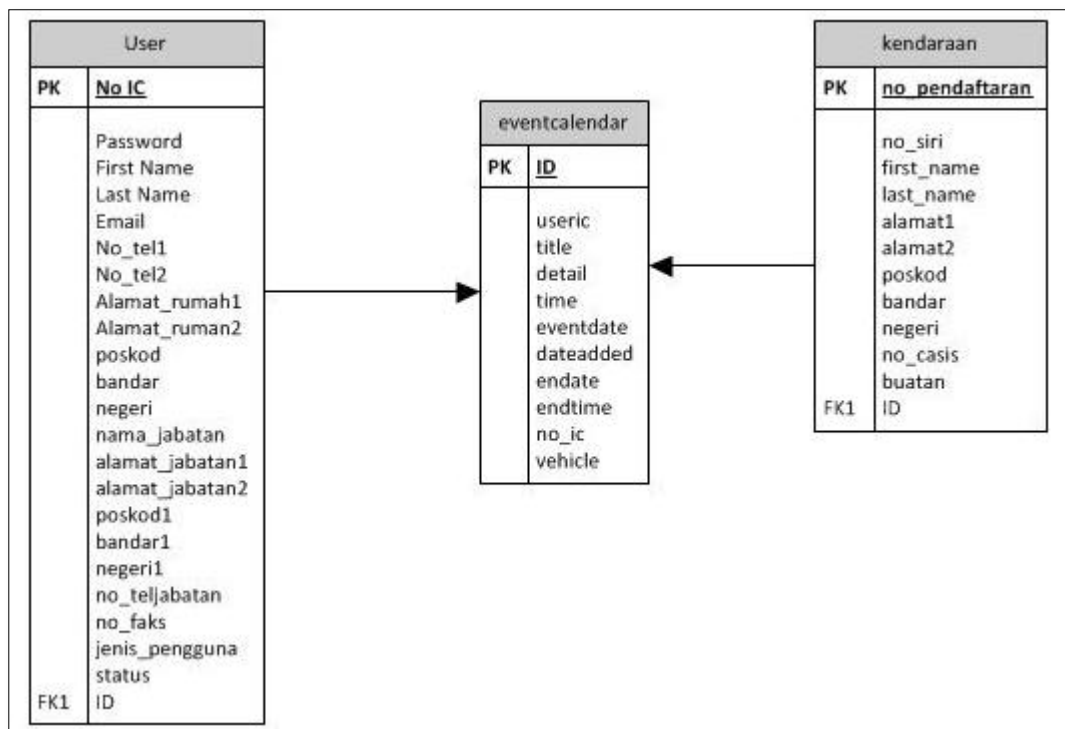 User
PK No IC
Password
First Name
Last Name
Email
No_tel1
No_tel2
Alamat_rumah1
Alamat_ruman2
poskod
bandar
negeri
nama_jabatan
alamat_jabatan1
alamat_jabatan2
poskod1
bandar1
negeri1
no_teljabatan
no_faks
jenis_pengguna
status
FK1 ID
eventcalendar
PK ID
useric
title
detail
time
eventdate
dateadded
endate
endtime
no_ic
vehicle
kendaraan
PK no_pendaftaran
no_siri
first_name
last_name
alamat1
alamat2
poskod
bandar
negeri
no_casis
buatan
FK1 ID